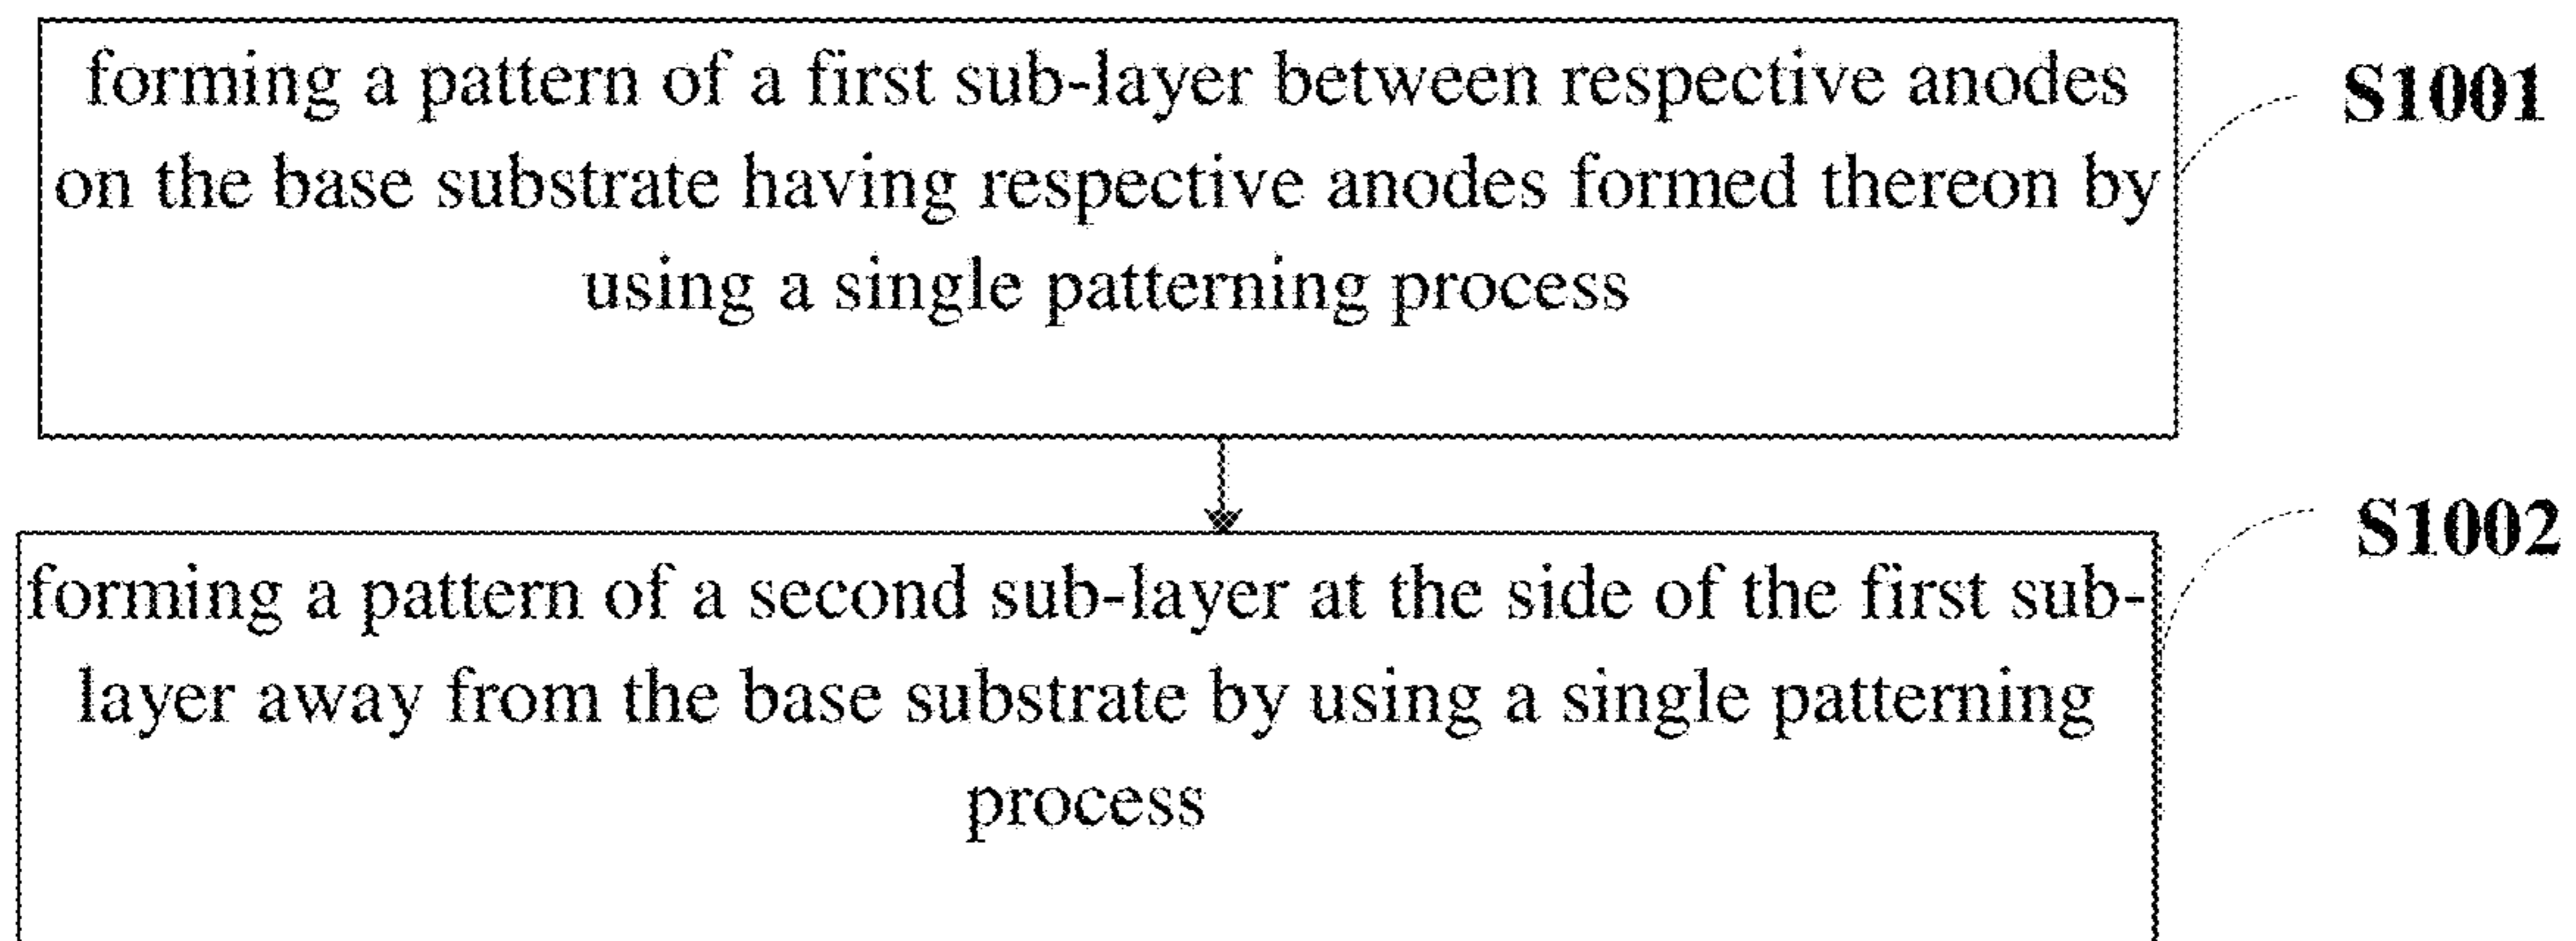 forming a pattern of a first sub-layer between respective anodes
on the base substrate having respective anodes formed thereon by
using a single patterning process
S1001
forming a pattern of a second sub-layer at the side of the first sub-
layer away from the base substrate by using a single patterning
process
S1002